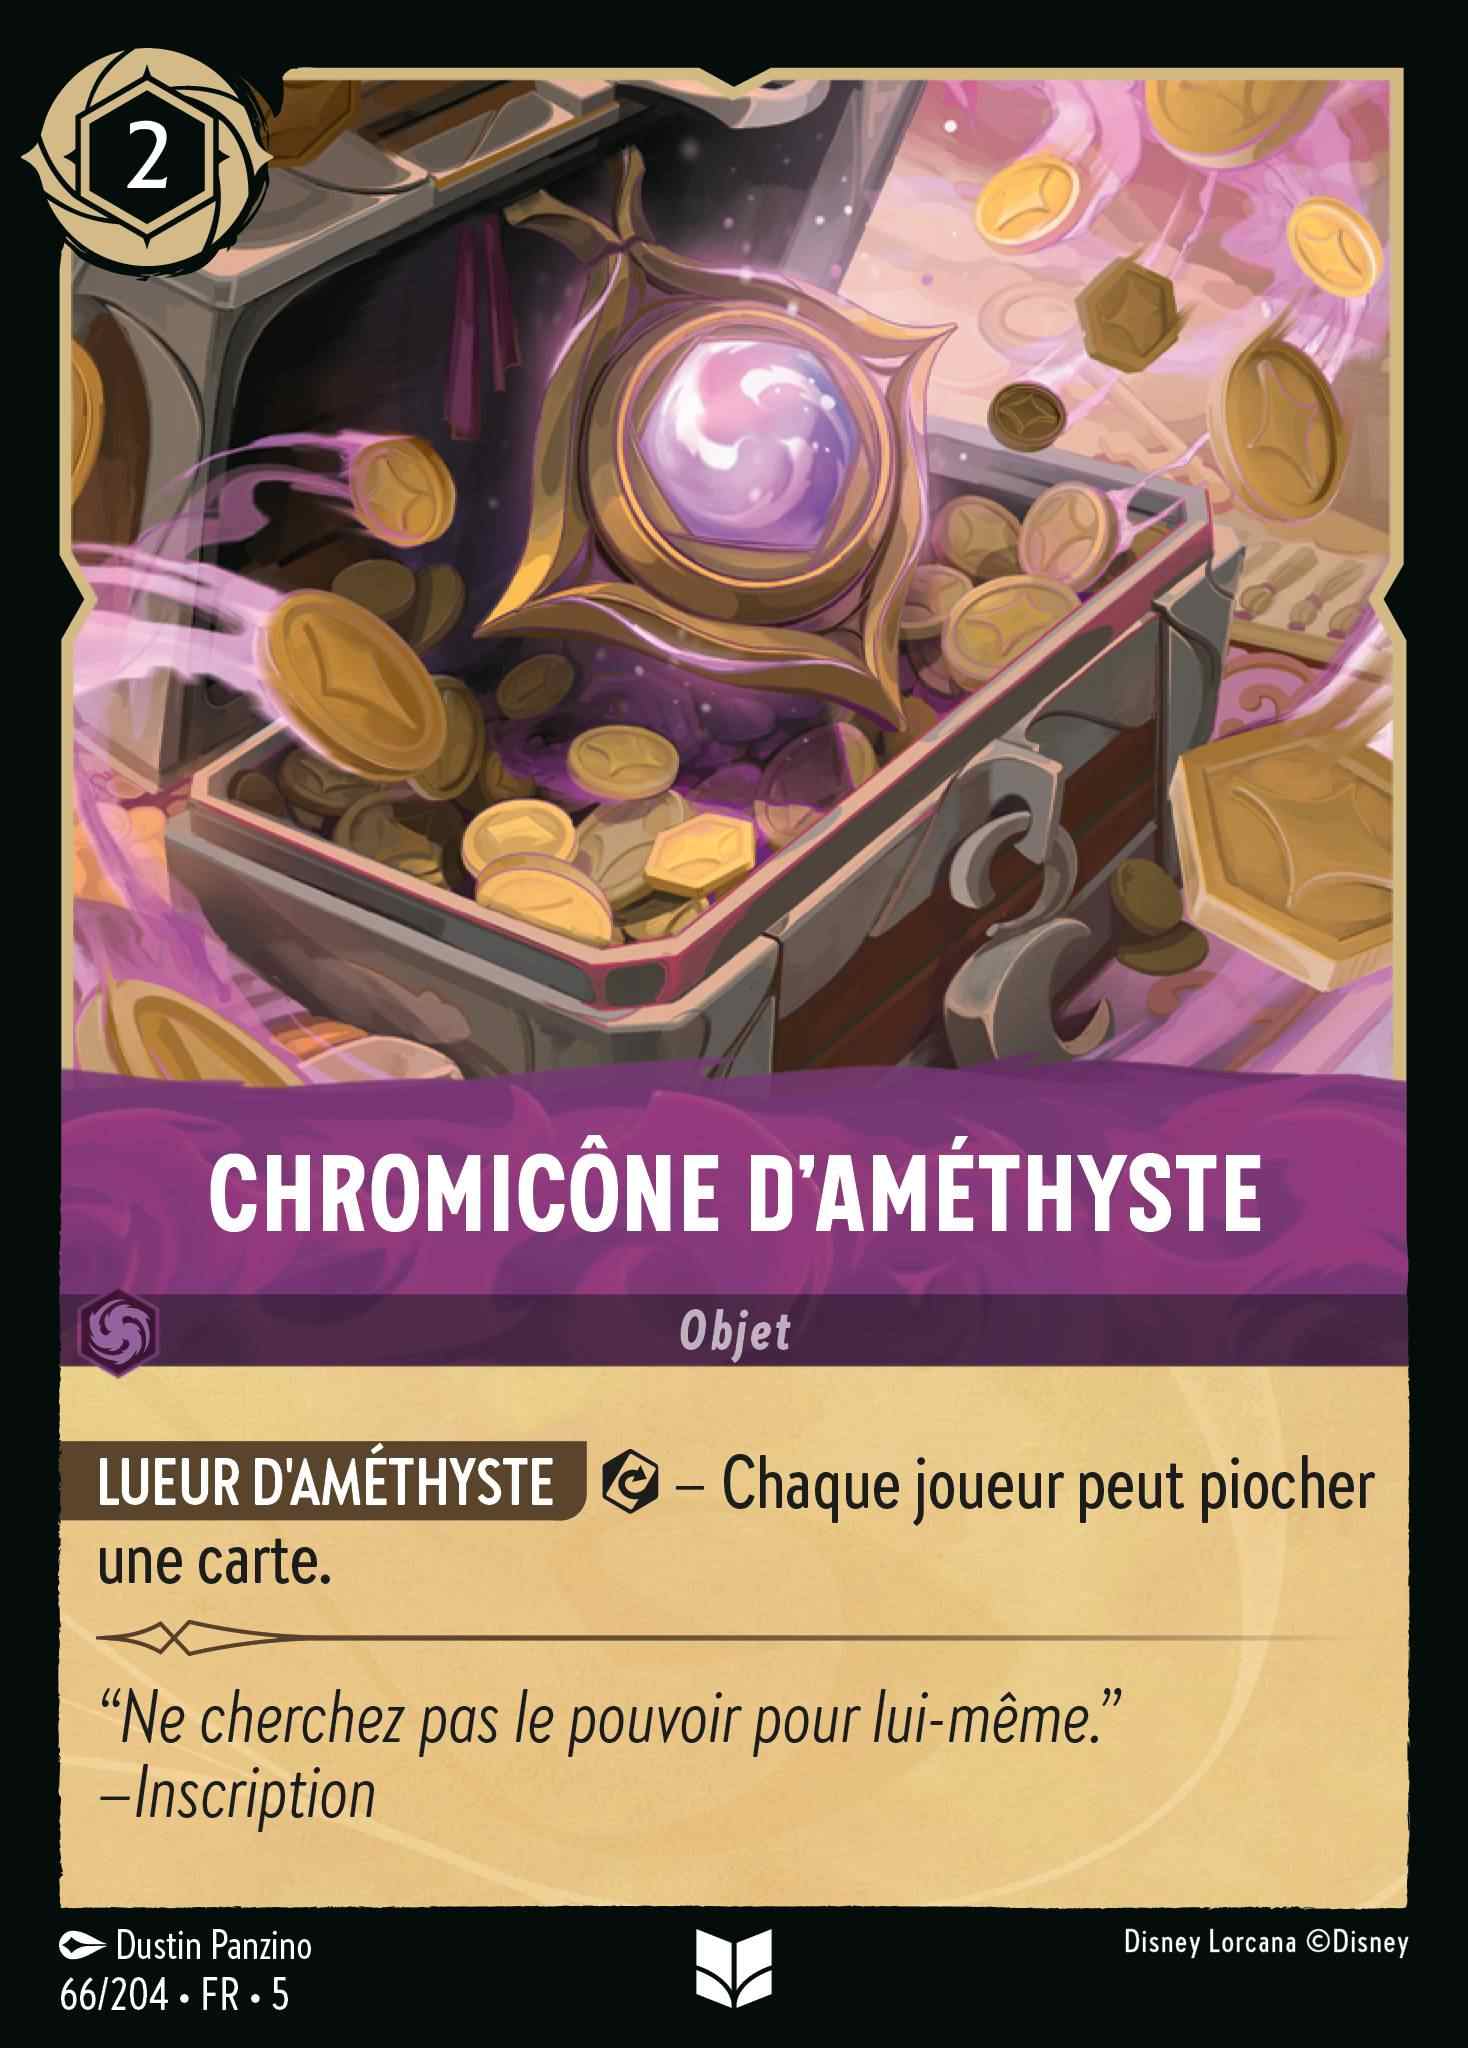 2
CHROMICÔNE D’AMÉTHYSTE
Objet
LUEUR D'AMÉTHYSTE – Chaque joueur peut piocher
une carte.
“Ne cherchez pas le pouvoir pour lui-même.”
–Inscription
Dustin Panzino
Disney Lorcana ©Disney
66/204 • FR • 5